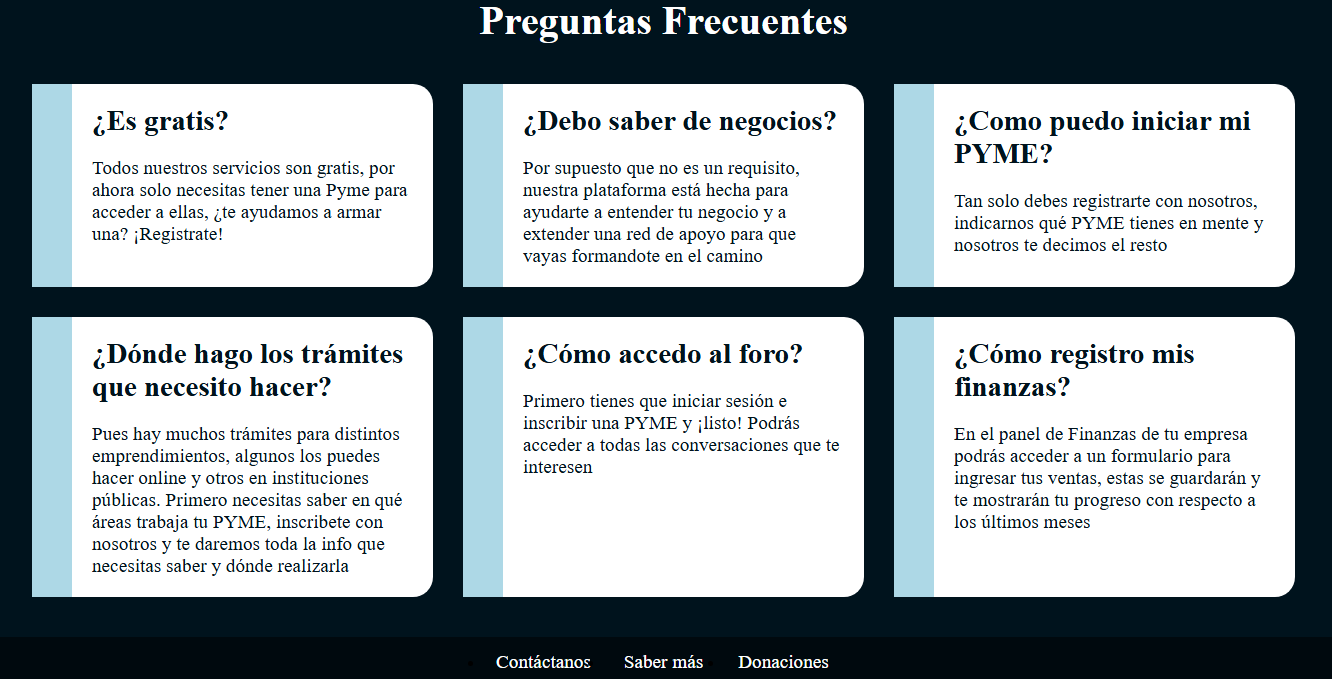 Preguntas Frecuentes
¿Es gratis?
Todos nuestros servicios son gratis, por
ahora solo necesitas tener una Pyme para
acceder a ellas, ¿te ayudamos a armar
una? ¡Registrate!
¿Debo saber de negocios?
Por supuesto que no es un requisito,
nuestra plataforma está hecha para
ayudarte a entender tu negocio y a
extender una red de apoyo para que
vayas formandote en el camino
¿Como puedo iniciar mi
PYME?
Tan solo debes registrarte con nosotros,
indicarnos qué PYME tienes en mente y
nosotros te decimos el resto
¿Dónde hago los trámites
que necesito hacer?
Pues hay muchos trámites para distintos
emprendimientos, algunos los puedes
hacer online y otros en instituciones
públicas. Primero necesitas saber en qué
áreas trabaja tu PYME, inscribete con
nosotros y te daremos toda la info que
necesitas saber y dónde realizarla
¿Cómo accedo al foro?
Primero tienes que iniciar sesión e
inscribir una PYME y ¡listo! Podrás
acceder a todas las conversaciones que te
interesen
¿Cómo registro mis
finanzas?
En el panel de Finanzas de tu empresa
podrás acceder a un formulario para
ingresar tus ventas, estas se guardarán y
te mostrarán tu progreso con respecto a
los últimos meses
Contáctanos Saber más Donaciones